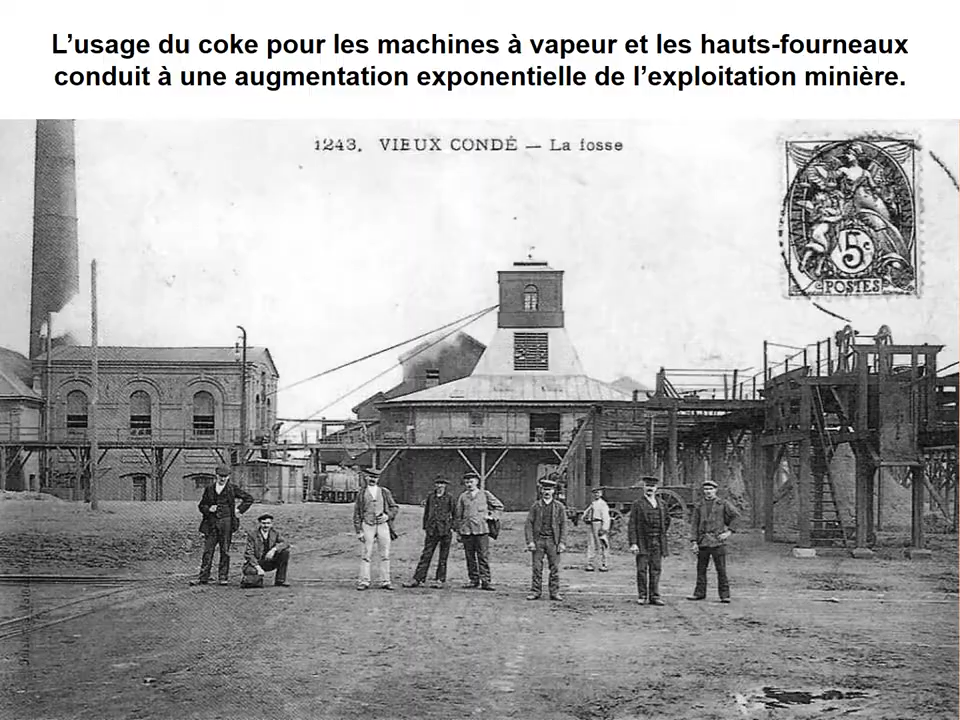 L’usage du coke pour les machines à vapeur et les hauts-fourneaux
conduit à une augmentation exponentielle de l’exploitation minière.
1243. VIEUX CONDÉ — La fosse
5c
POSTES